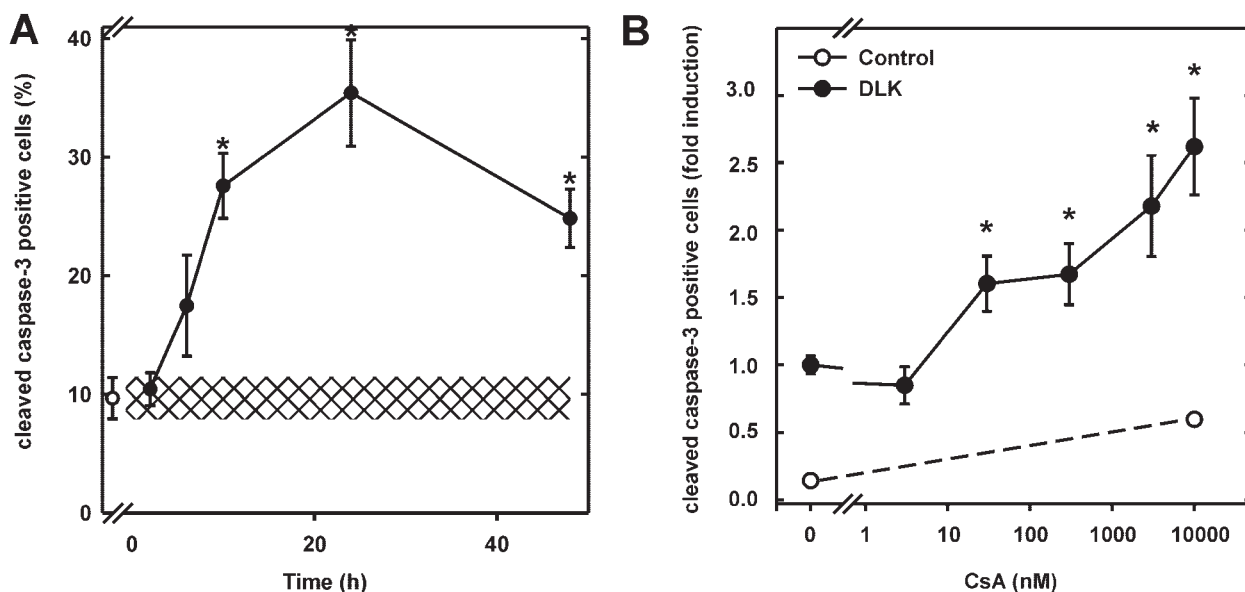 A
cleaved caspase-3 positive cells (%)
40
30
20
10
0
*
*
*
0 20 40
Time (h)
B
cleaved caspase-3 positive cells (fold induction)
Control
DLK
3.0
2.5
2.0
1.5
1.0
0.5
0.0
*
*
*
*
0 1 10 100 1000 10000
CsA (nM)